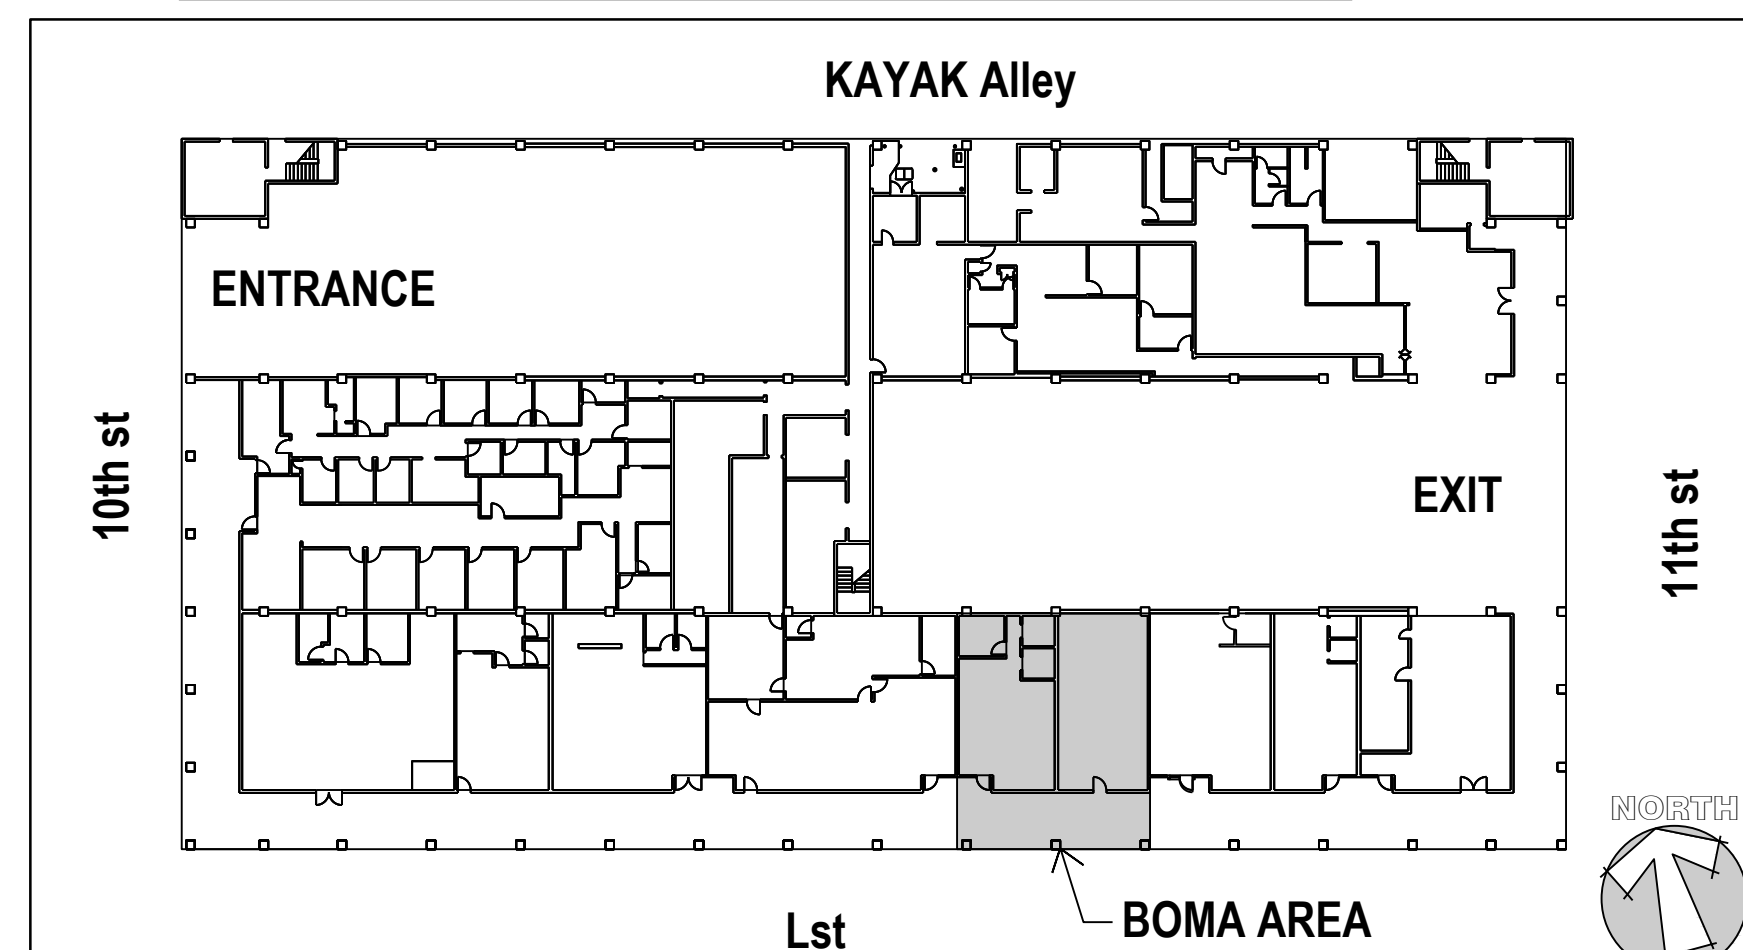 KAYAK Alley
ENTRANCE
10th st
EXIT
11th st
NORTH
BOMA AREA
Lst